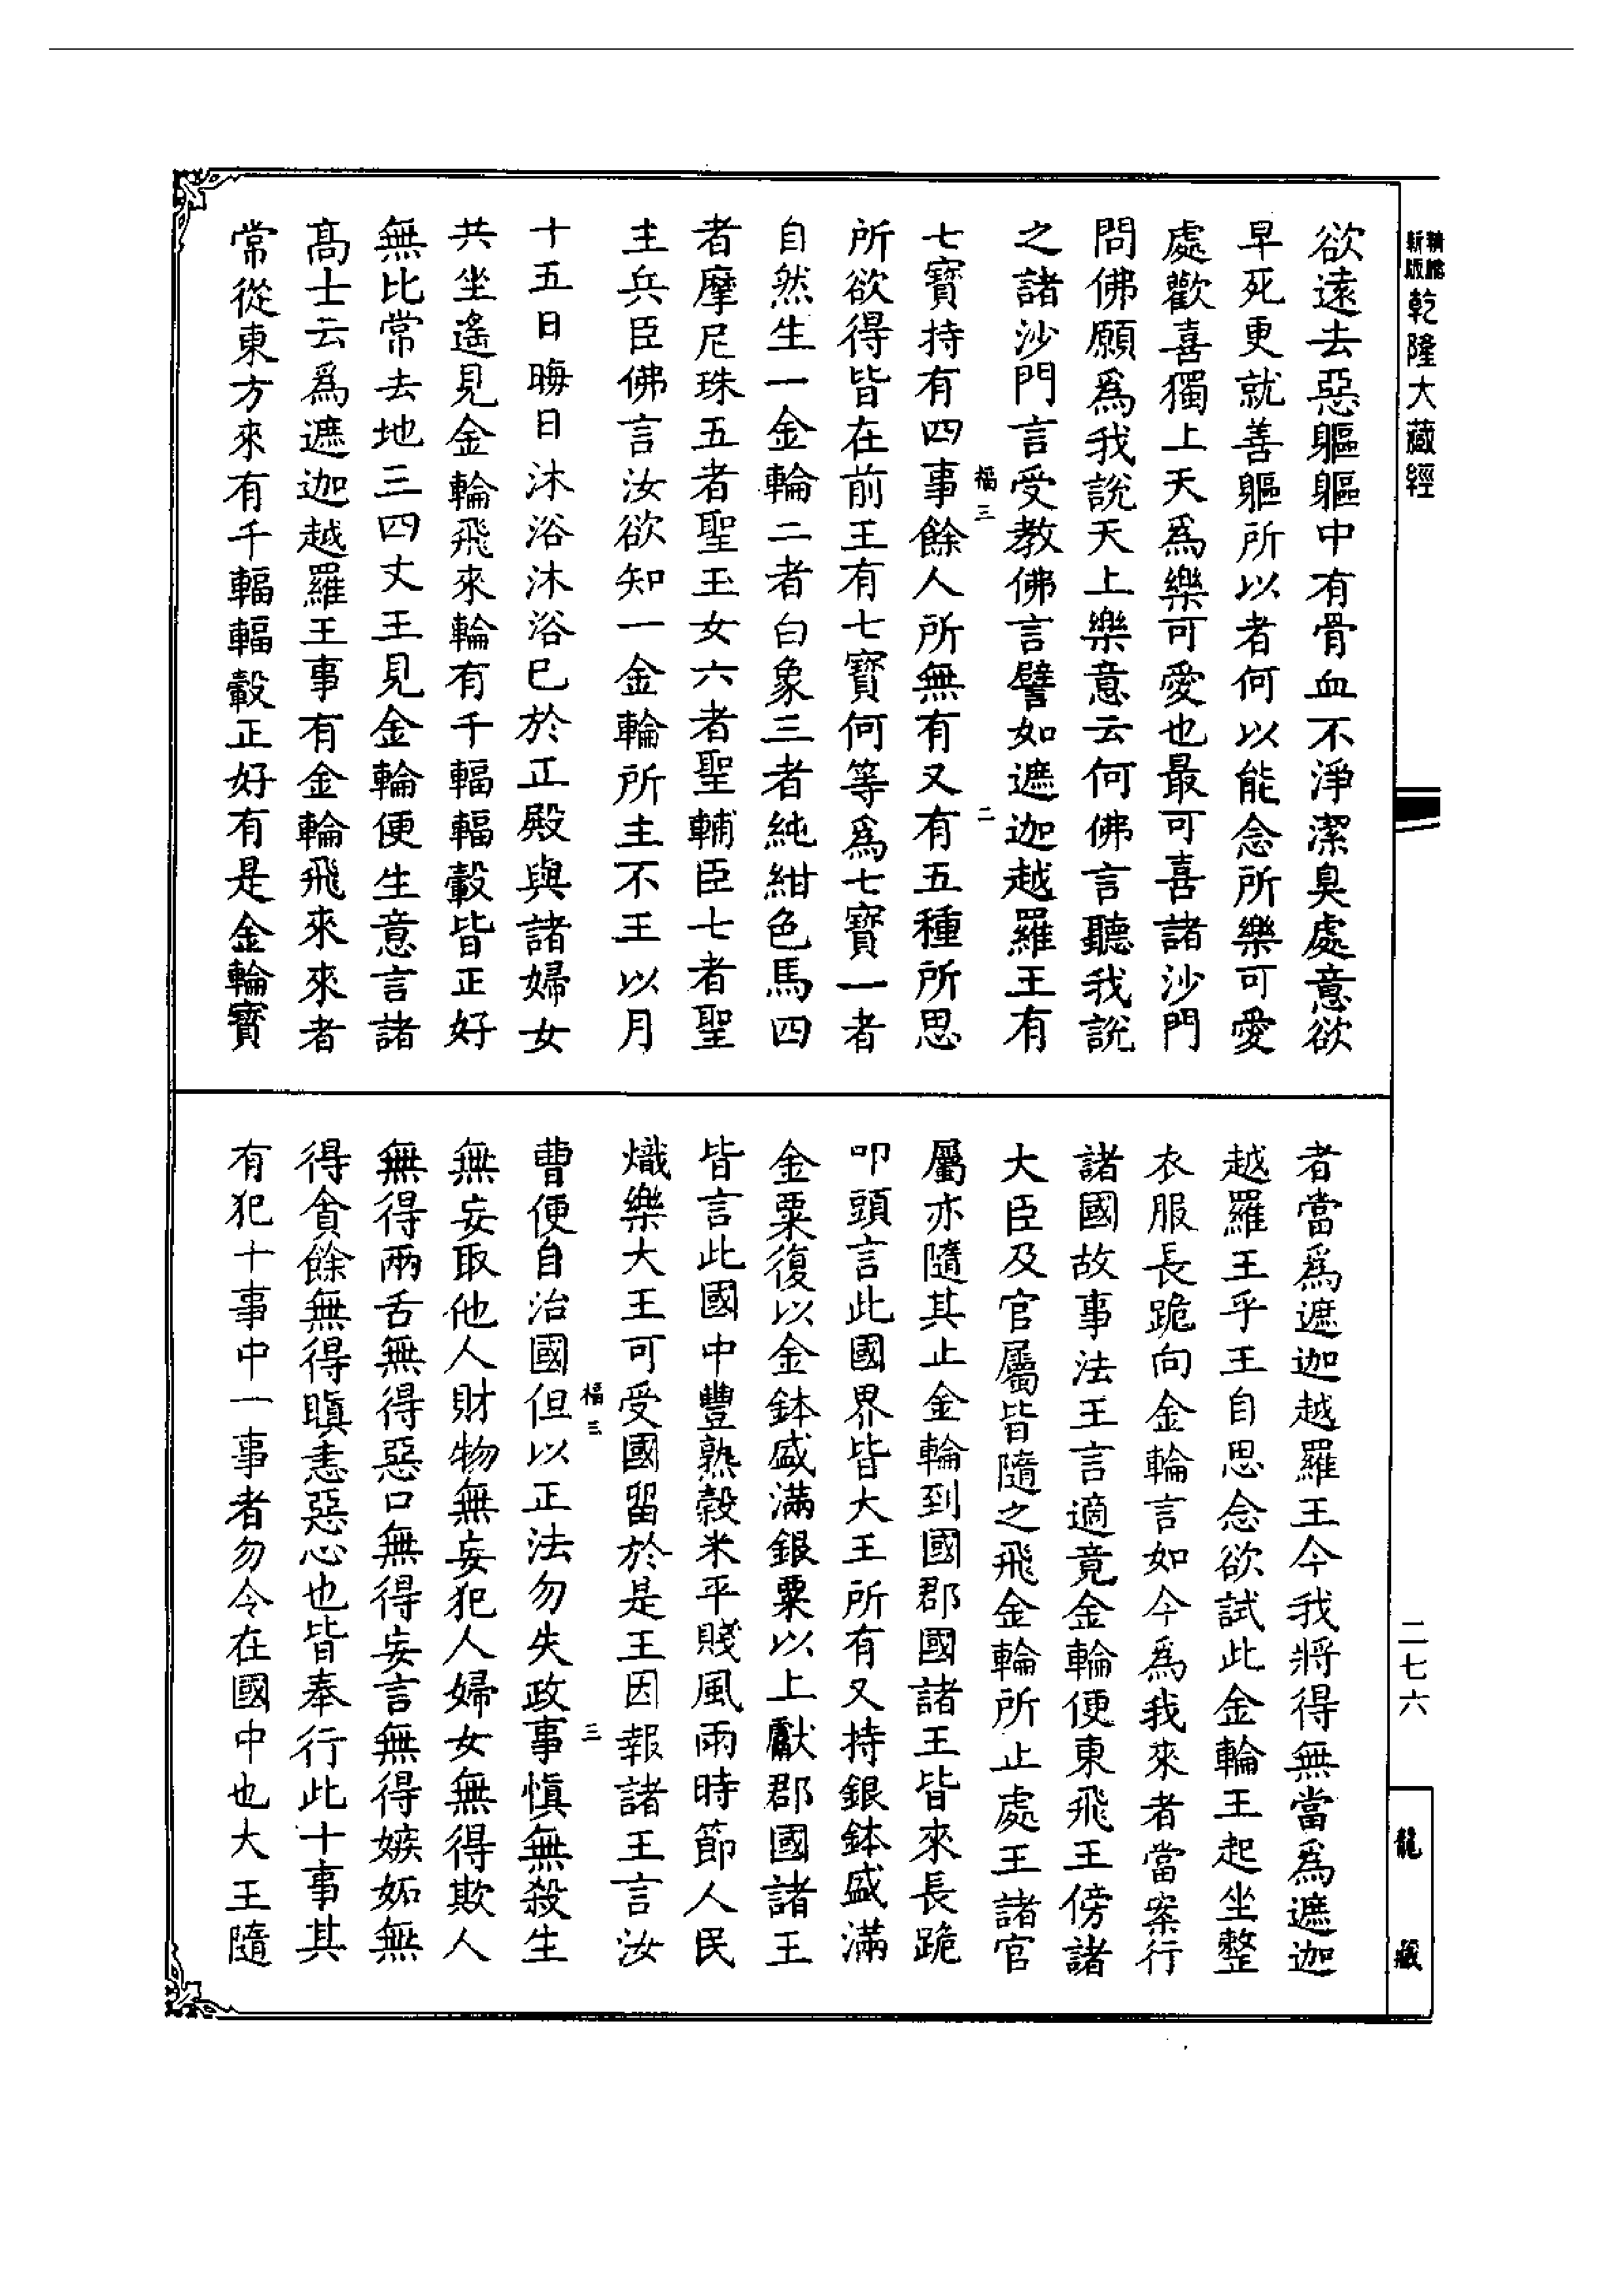 精緻新版乾隆大藏經
欲遠去惡軀軀中有骨血不淨潔臭處意欲
早死更就善軀所以者何以能念所樂可愛
處歡喜獨上天爲樂可愛也最可喜諸沙門
問佛願爲我說天上樂意云何佛言聽我說
之諸沙門言受教佛言譬如遮迦越羅王有
福三 二
七寶持有四事餘人所無有又有五種所思
所欲得皆在前王有七寶何等爲七寶一者
自然生一金輪二者白象三者純紺色馬四
者摩尼珠五者聖玉女六者聖輔臣七者聖
主兵臣佛言汝欲知一金輪所主不王以月
十五日晦日沐浴沐浴已於正殿與諸婦女
共坐遙見金輪飛來輪有千輻輻轂皆正好
無比常去地三四丈王見金輪便生意言諸
高士云爲遮迦越羅王事有金輪飛來來者
常從東方來有千輻輻轂正好有是金輪寶
者當爲遮迦越羅王今我將得無當爲遮迦
越羅王乎王自思念欲試此金輪王起坐整
衣服長跪向金輪言如今爲我來者當案行
諸國故事法王言適竟金輪便東飛王傍諸
大臣及官屬皆隨之飛金輪所止處王諸官
屬亦隨其止金輪到國郡國諸王皆來長跪
叩頭言此國界皆大王所有又持銀鉢盛滿
金粟復以金鉢盛滿銀粟以上獻郡國諸王
皆言此國中豐熟穀米平賤風雨時節人民
熾樂大王可受國留於是王因報諸王言汝
福三 三
曹便自治國但以正法勿失政事慎無殺生
無妄取他人財物無妄犯人婦女無得欺人
無得兩舌無得惡口無得妄言無得嫉妬無
得貪餘無得瞋恚惡心也皆奉行此十事其
有犯十事中一事者勿令在國中也大王隨
二七六
龍藏